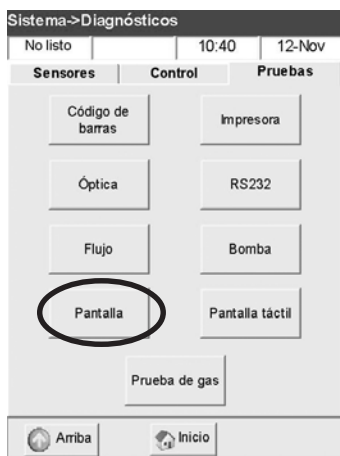 Sistema->Diagnósticos
No listo 10:40 12-Nov
Sensores Control Pruebas
Código de
barras
Impresora
Óptica RS232
Flujo Bomba
Pantalla Pantalla táctil
Prueba de gas
Arriba Inicio